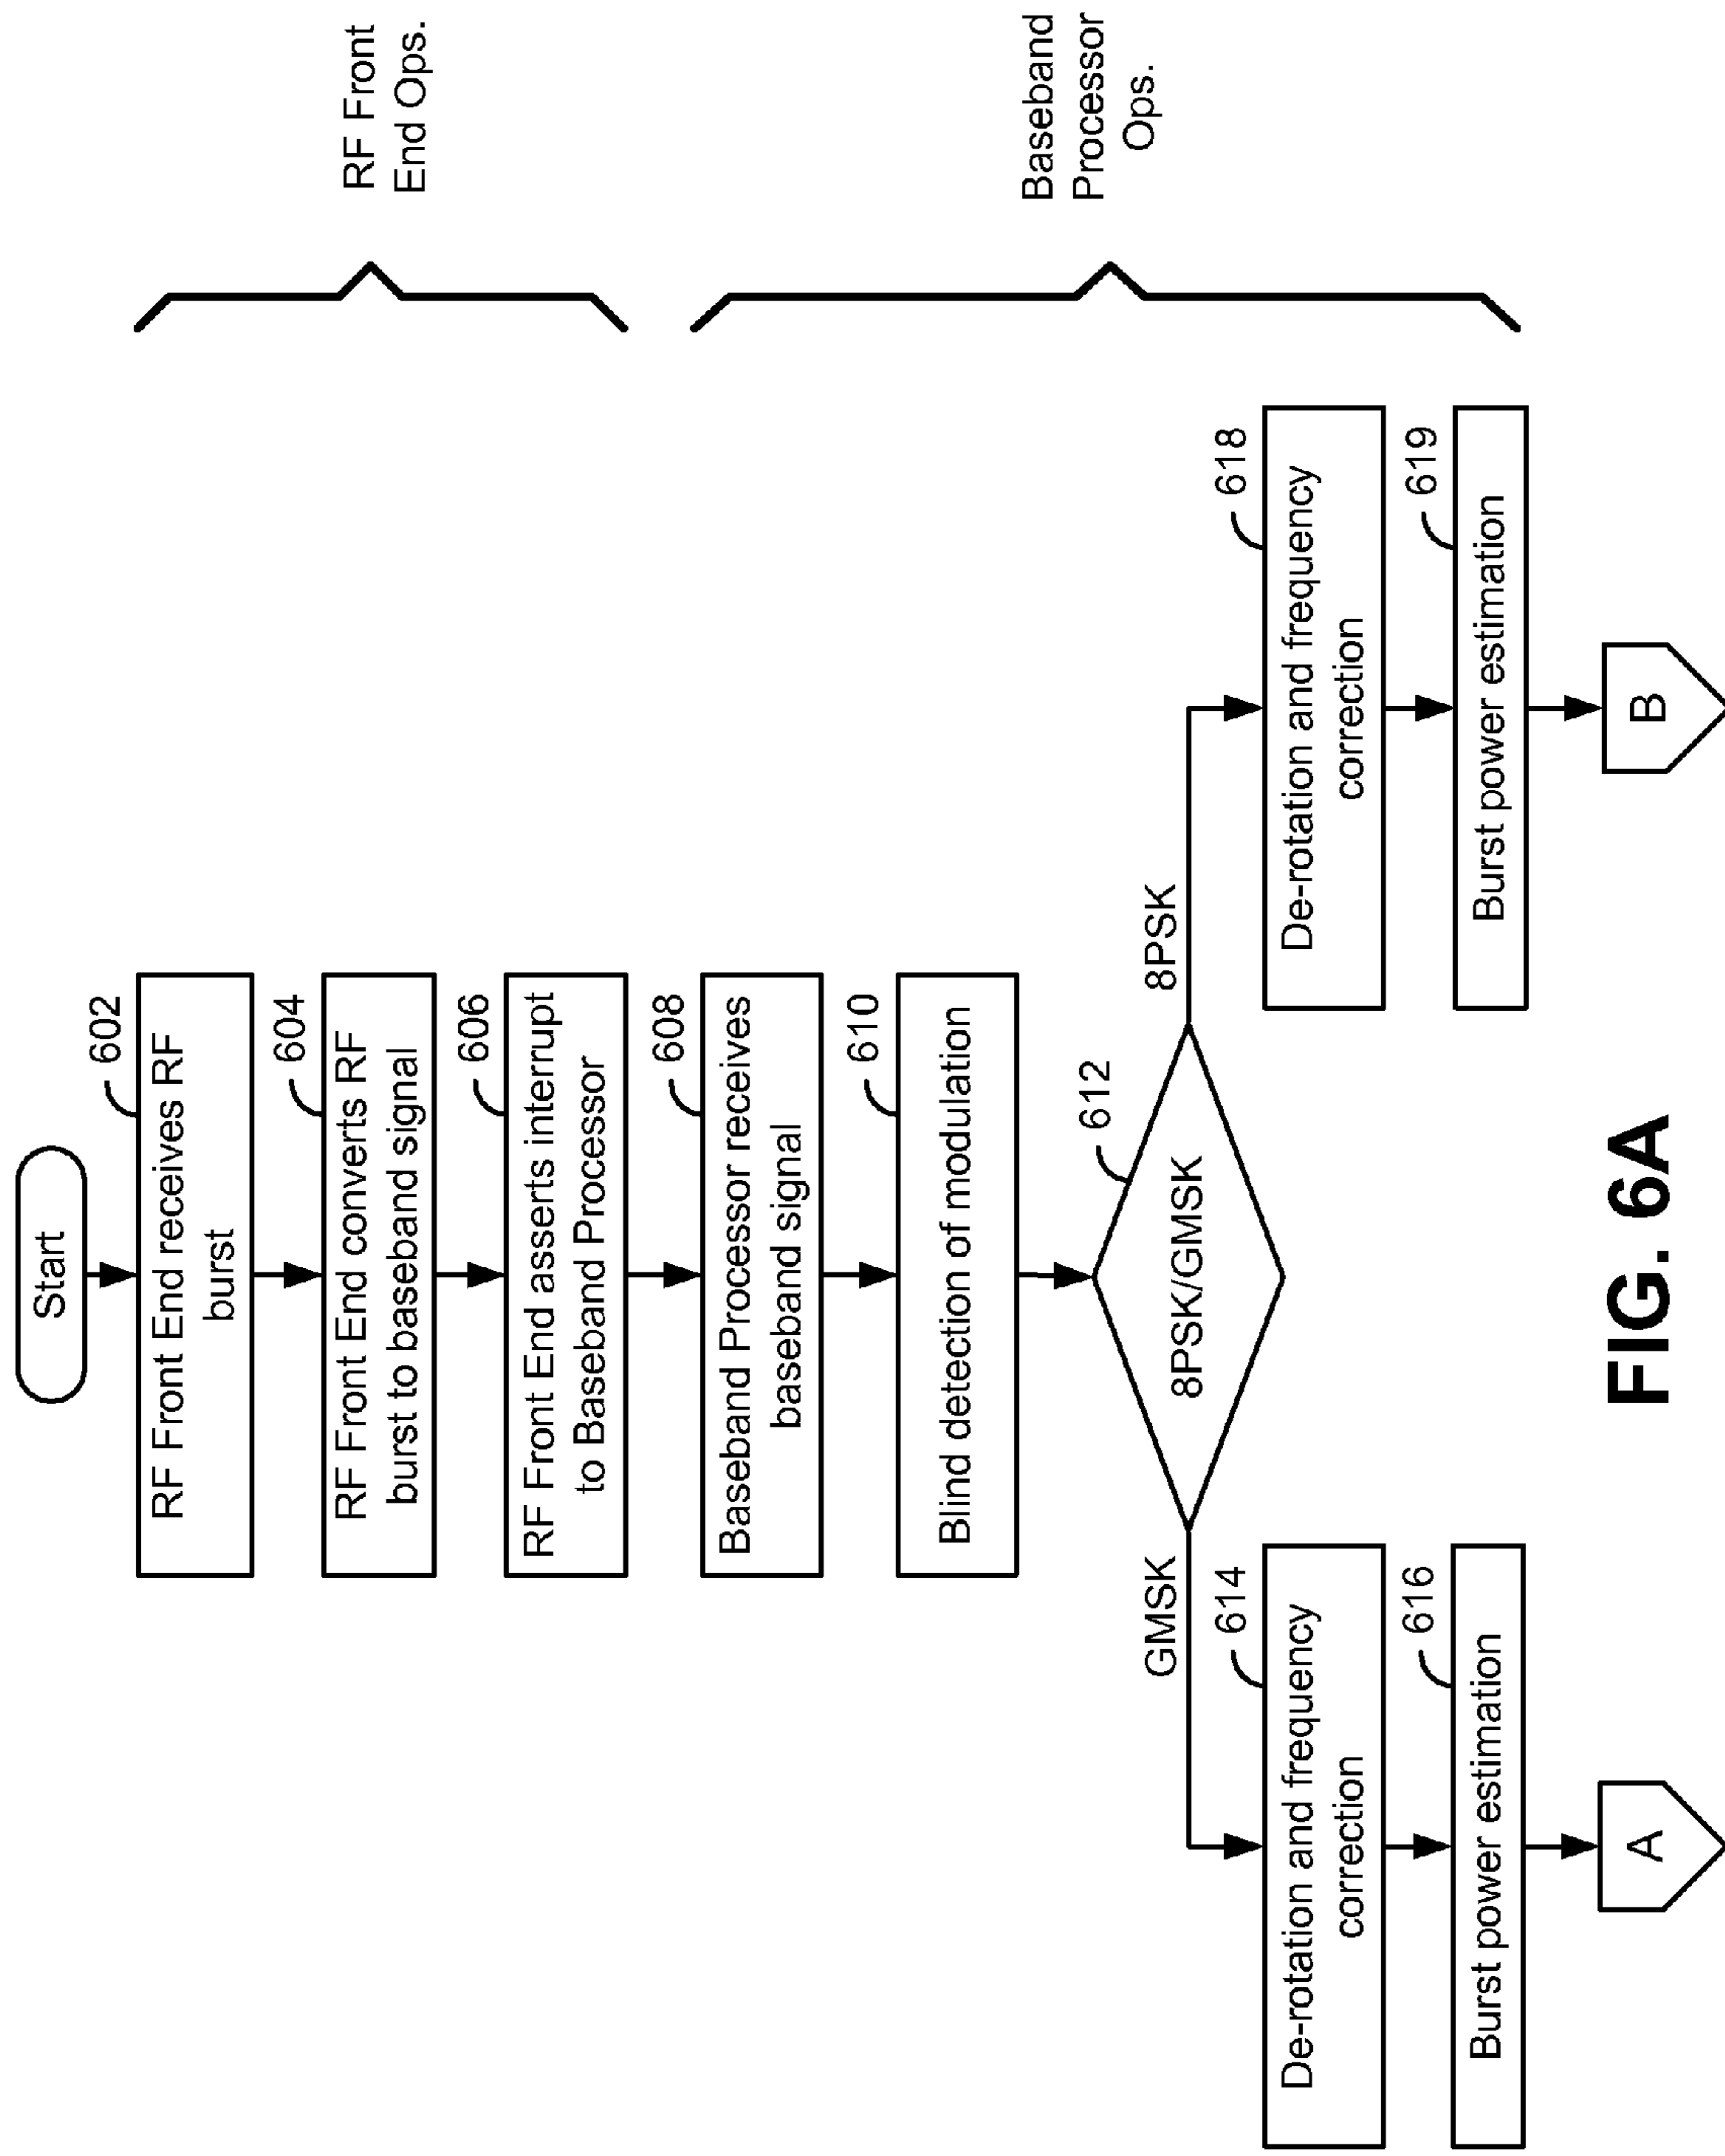 Start
602
RF Front End receives RF
burst
604
RF Front End converts RF
burst to baseband signal
606
RF Front End asserts interrupt
to Baseband Processor
RF Front
End Ops.
608
Baseband Processor receives
baseband signal
610
Blind detection of modulation
612
8PSK/GMSK
GMSK
8PSK
614
De-rotation and frequency
correction
616
Burst power estimation
A
618
De-rotation and frequency
correction
619
Burst power estimation
B
Baseband
Processor
Ops.
FIG. 6A